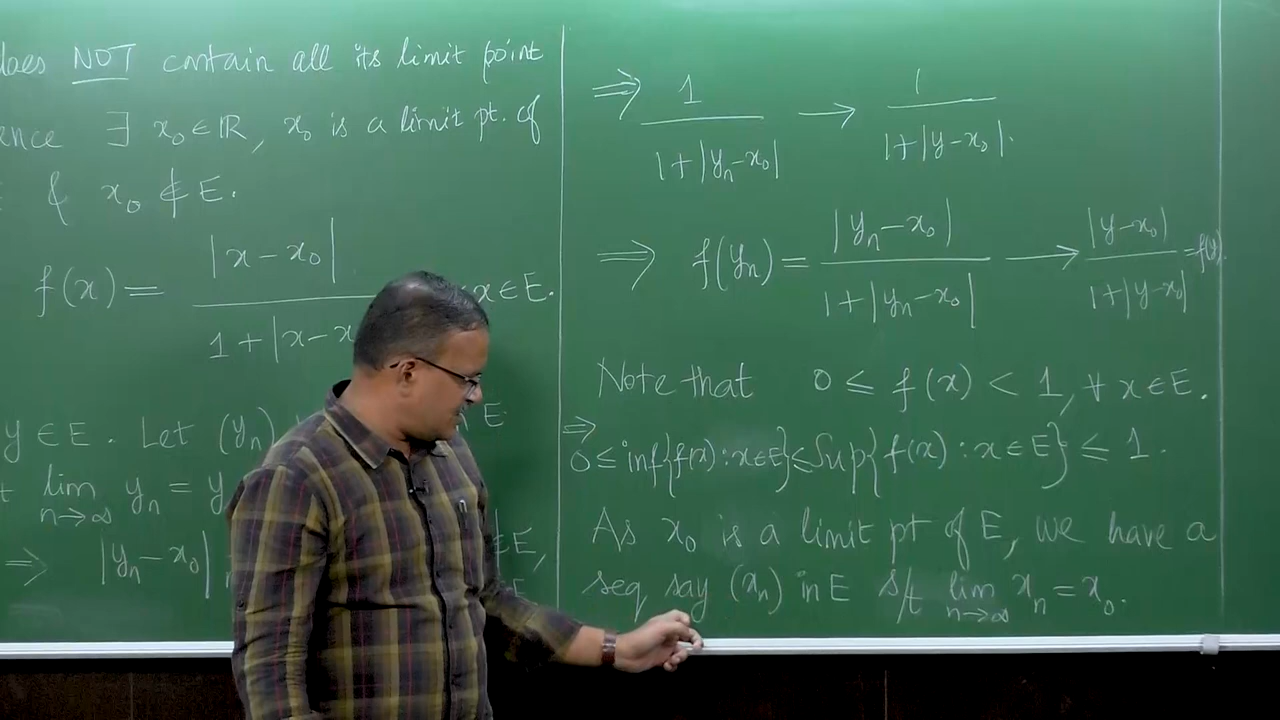 does NOT contain all its limit point
ence ∃ x₀ ∈ ℝ, x₀ is a limit pt. of
E & x₀ ∉ E.
f(x) = |x - x₀| / 1 + |x - x ; x ∈ E.
y ∈ E. Let (yₙ) E.
t lim n→∞ yₙ = y
⇒ |yₙ - x₀| ∉ E,
E
⇒ 1 / 1+|yₙ-x₀| → 1 / 1+|y-x₀|.
⇒ f(yₙ) = |yₙ-x₀| / 1+|yₙ-x₀| → |y-x₀| / 1+|y-x₀| = f(y).
Note that 0 ≤ f(x) < 1, ∀ x ∈ E.
⇒
0 ≤ inf{f(x) : x ∈ E} ≤ Sup{f(x) : x ∈ E} ≤ 1.
As x₀ is a limit pt of E, we have a
seq say (xₙ) in E s/t lim n→∞ xₙ = x₀.